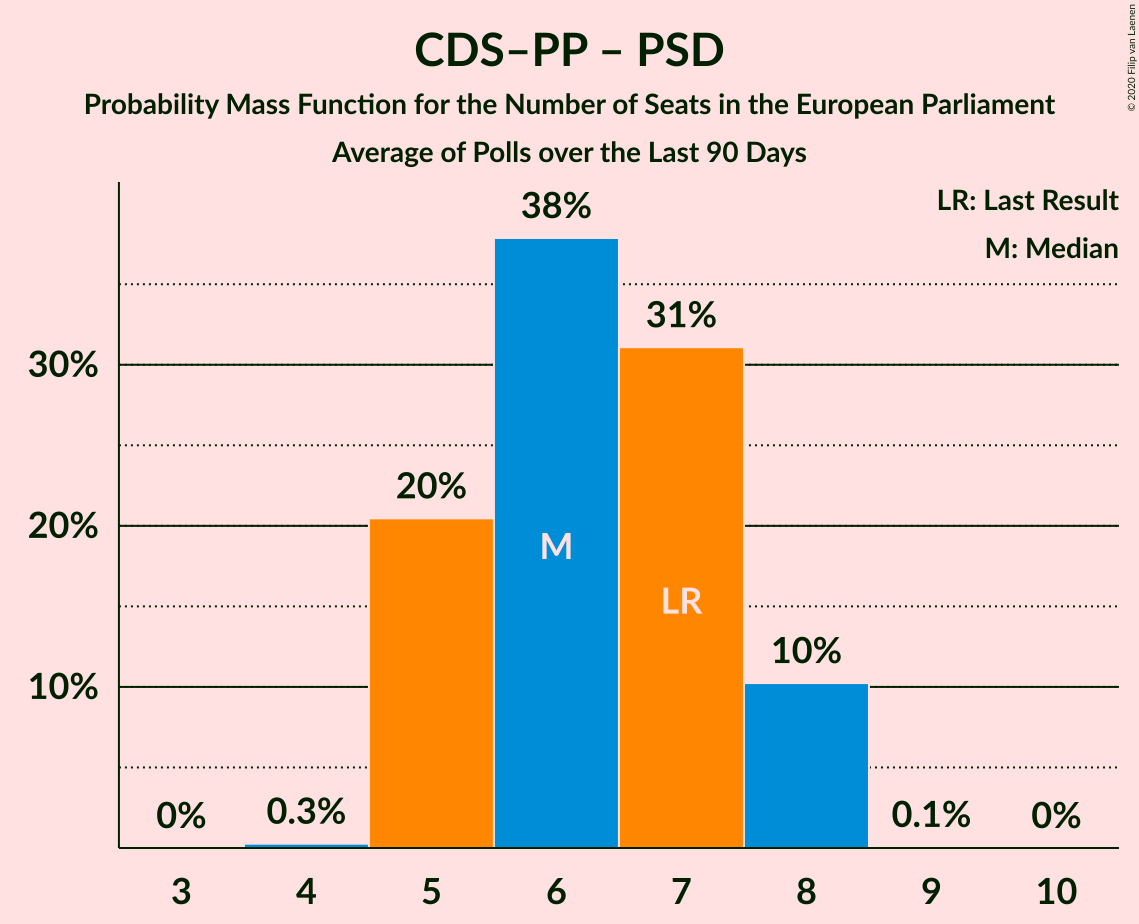 CDS–PP – PSD
Probability Mass Function for the Number of Seats in the European Parliament
Average of Polls over the Last 90 Days
© 2020 Filip van Laenen
LR: Last Result
M: Median
38%
31%
30%
20%
20%
M
LR
10%
10%
0%
0.3%
0.1%
0%
3 4 5 6 7 8 9 10